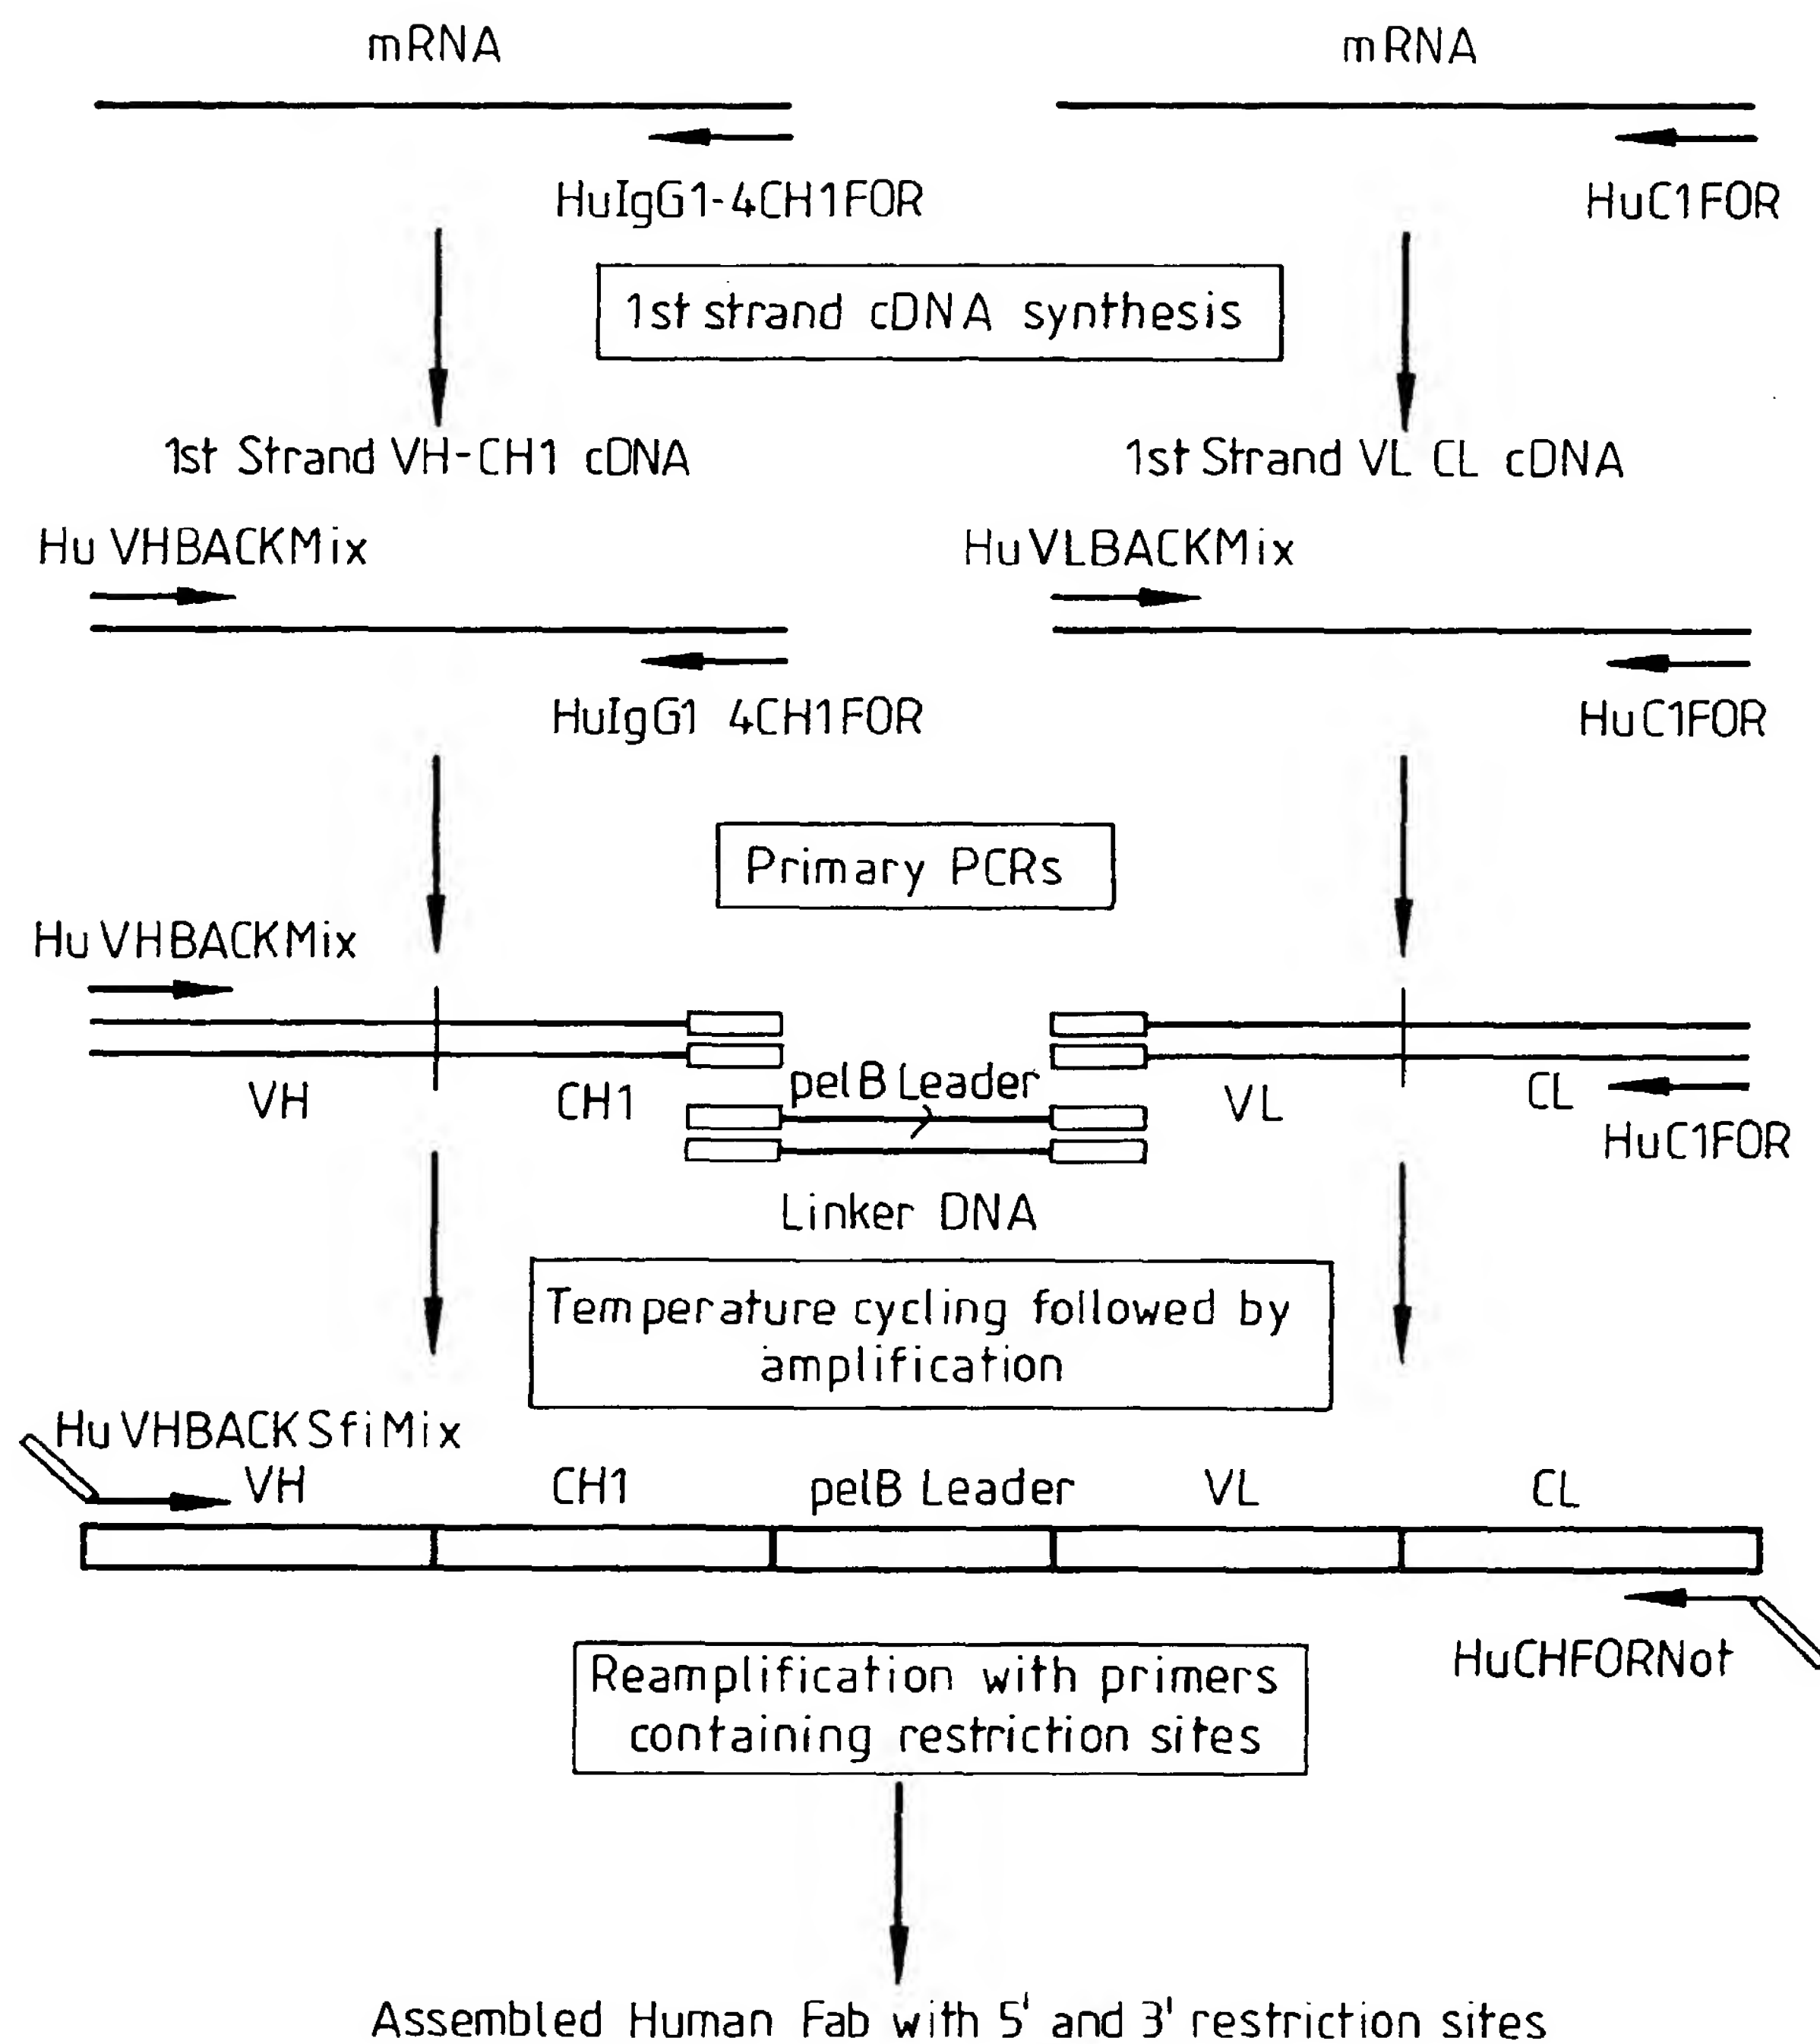 mRNA
mRNA
HuIgG1-4CH1FOR
HuC1FOR
1st strand cDNA synthesis
1st Strand VH-CH1 cDNA
1st Strand VL CL cDNA
Hu VHBACKMix
HuVLBACKMix
HuIgG1 4CH1FOR
HuC1FOR
Primary PCRs
Hu VHBACKMix
VH
CH1
pelB Leader
VL
CL
HuC1FOR
Linker DNA
Temperature cycling followed by
amplification
Hu VHBACKSfiMix
VH
CH1
pelB Leader
VL
CL
HuCHFORNot
Reamplification with primers
containing restriction sites
Assembled Human Fab with 5' and 3' restriction sites